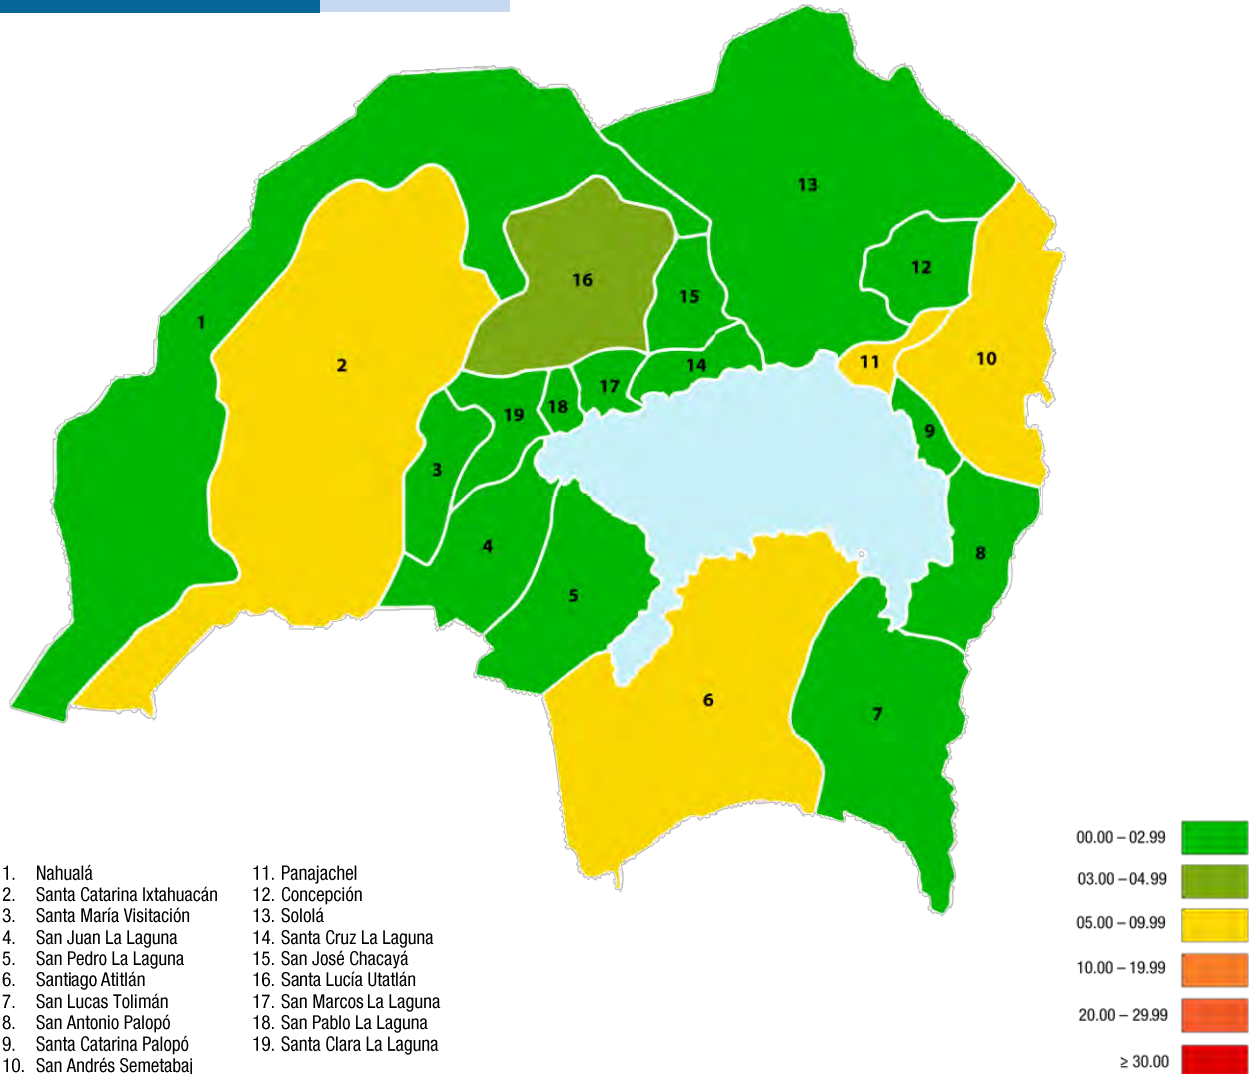 13
12
16
15
1
2
11
10
14
17
18
19
9
3
4
8
5
6
7
00.00 – 02.99
03.00 – 04.99
05.00 – 09.99
10.00 – 19.99
20.00 – 29.99
≥ 30.00
1. Nahualá
2. Santa Catarina Ixtahuacán
3. Santa María Visitación
4. San Juan La Laguna
5. San Pedro La Laguna
6. Santiago Atitlán
7. San Lucas Tolimán
8. San Antonio Palopó
9. Santa Catarina Palopó
10. San Andrés Semetabaj
11. Panajachel
12. Concepción
13. Sololá
14. Santa Cruz La Laguna
15. San José Chacayá
16. Santa Lucía Utatlán
17. San Marcos La Laguna
18. San Pablo La Laguna
19. Santa Clara La Laguna